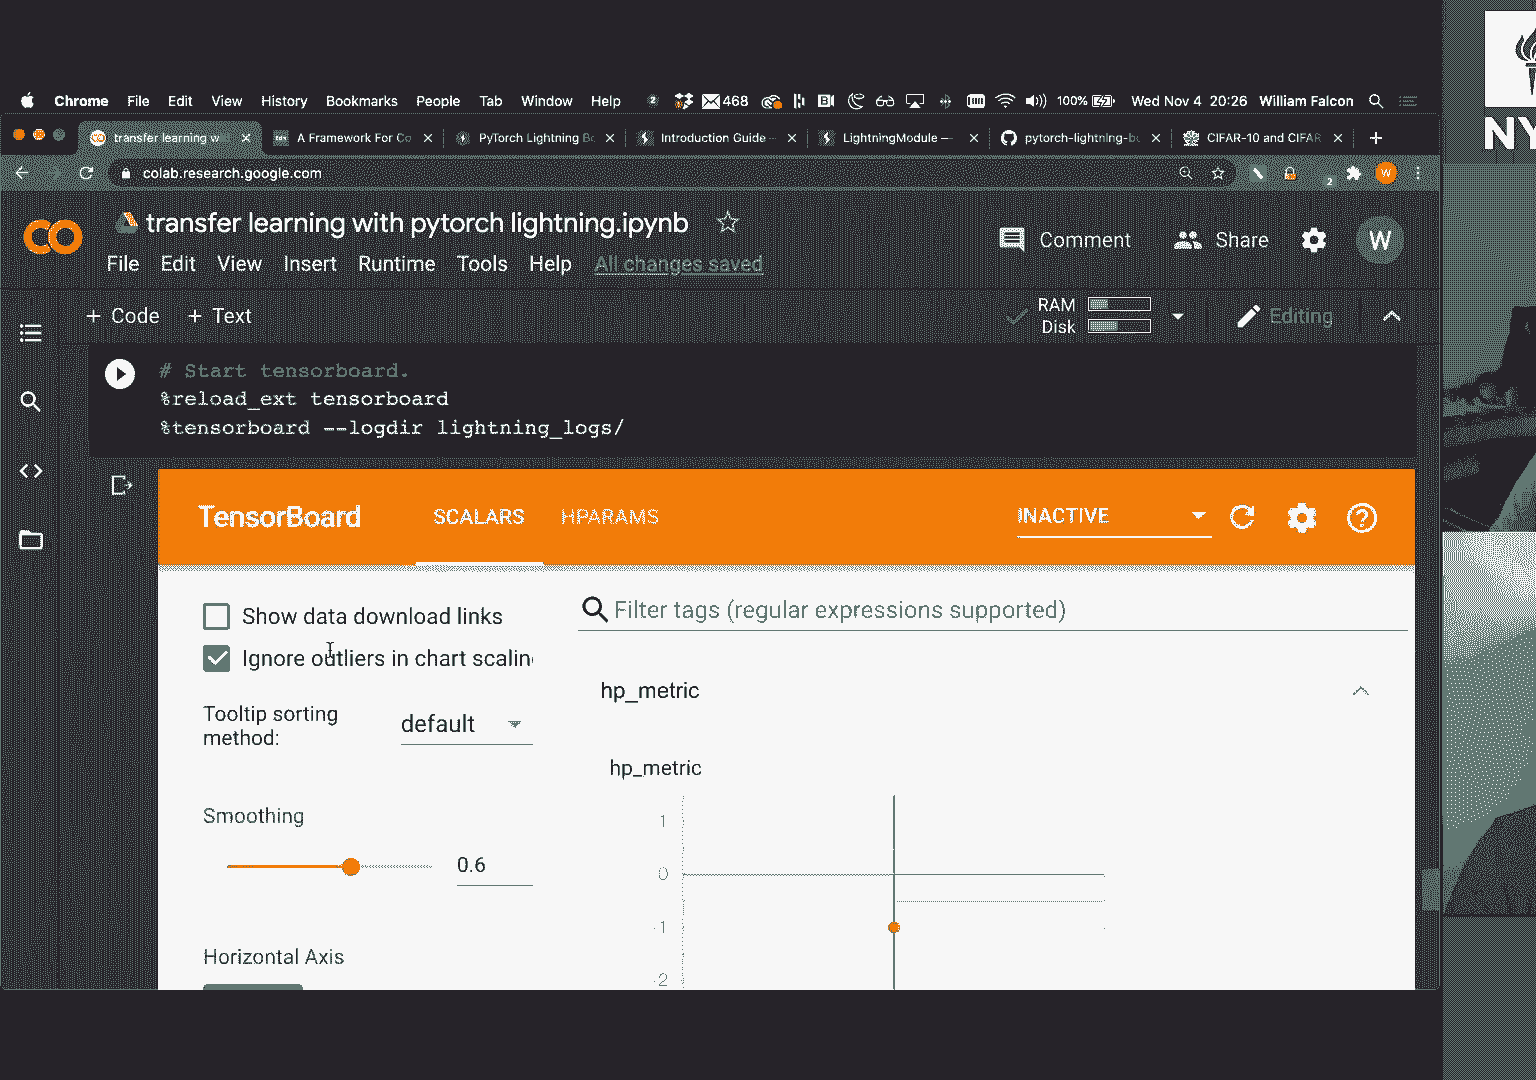 Chrome File Edit View History Bookmarks People Tab Window Help 2 468 100% Wed Nov 4 20:26 William Falcon
transfer learning w A Framework For Co PyTorch Lightning Bo Introduction Guide LightningModule — pytorch-lightning-b CIFAR-10 and CIFAR
colab.research.google.com 2 W
NY
CO transfer learning with pytorch lightning.ipynb
Comment Share W
File Edit View Insert Runtime Tools Help All changes saved
+ Code + Text RAM Disk Editing
# Start tensorboard.
%reload_ext tensorboard
%tensorboard --logdir lightning_logs/
TensorBoard SCALARS HPARAMS INACTIVE
Show data download links
Filter tags (regular expressions supported)
Ignore outliers in chart scalin
hp_metric
Tooltip sorting method: default
hp_metric
Smoothing
0.6
1
0
-1
-2
Horizontal Axis